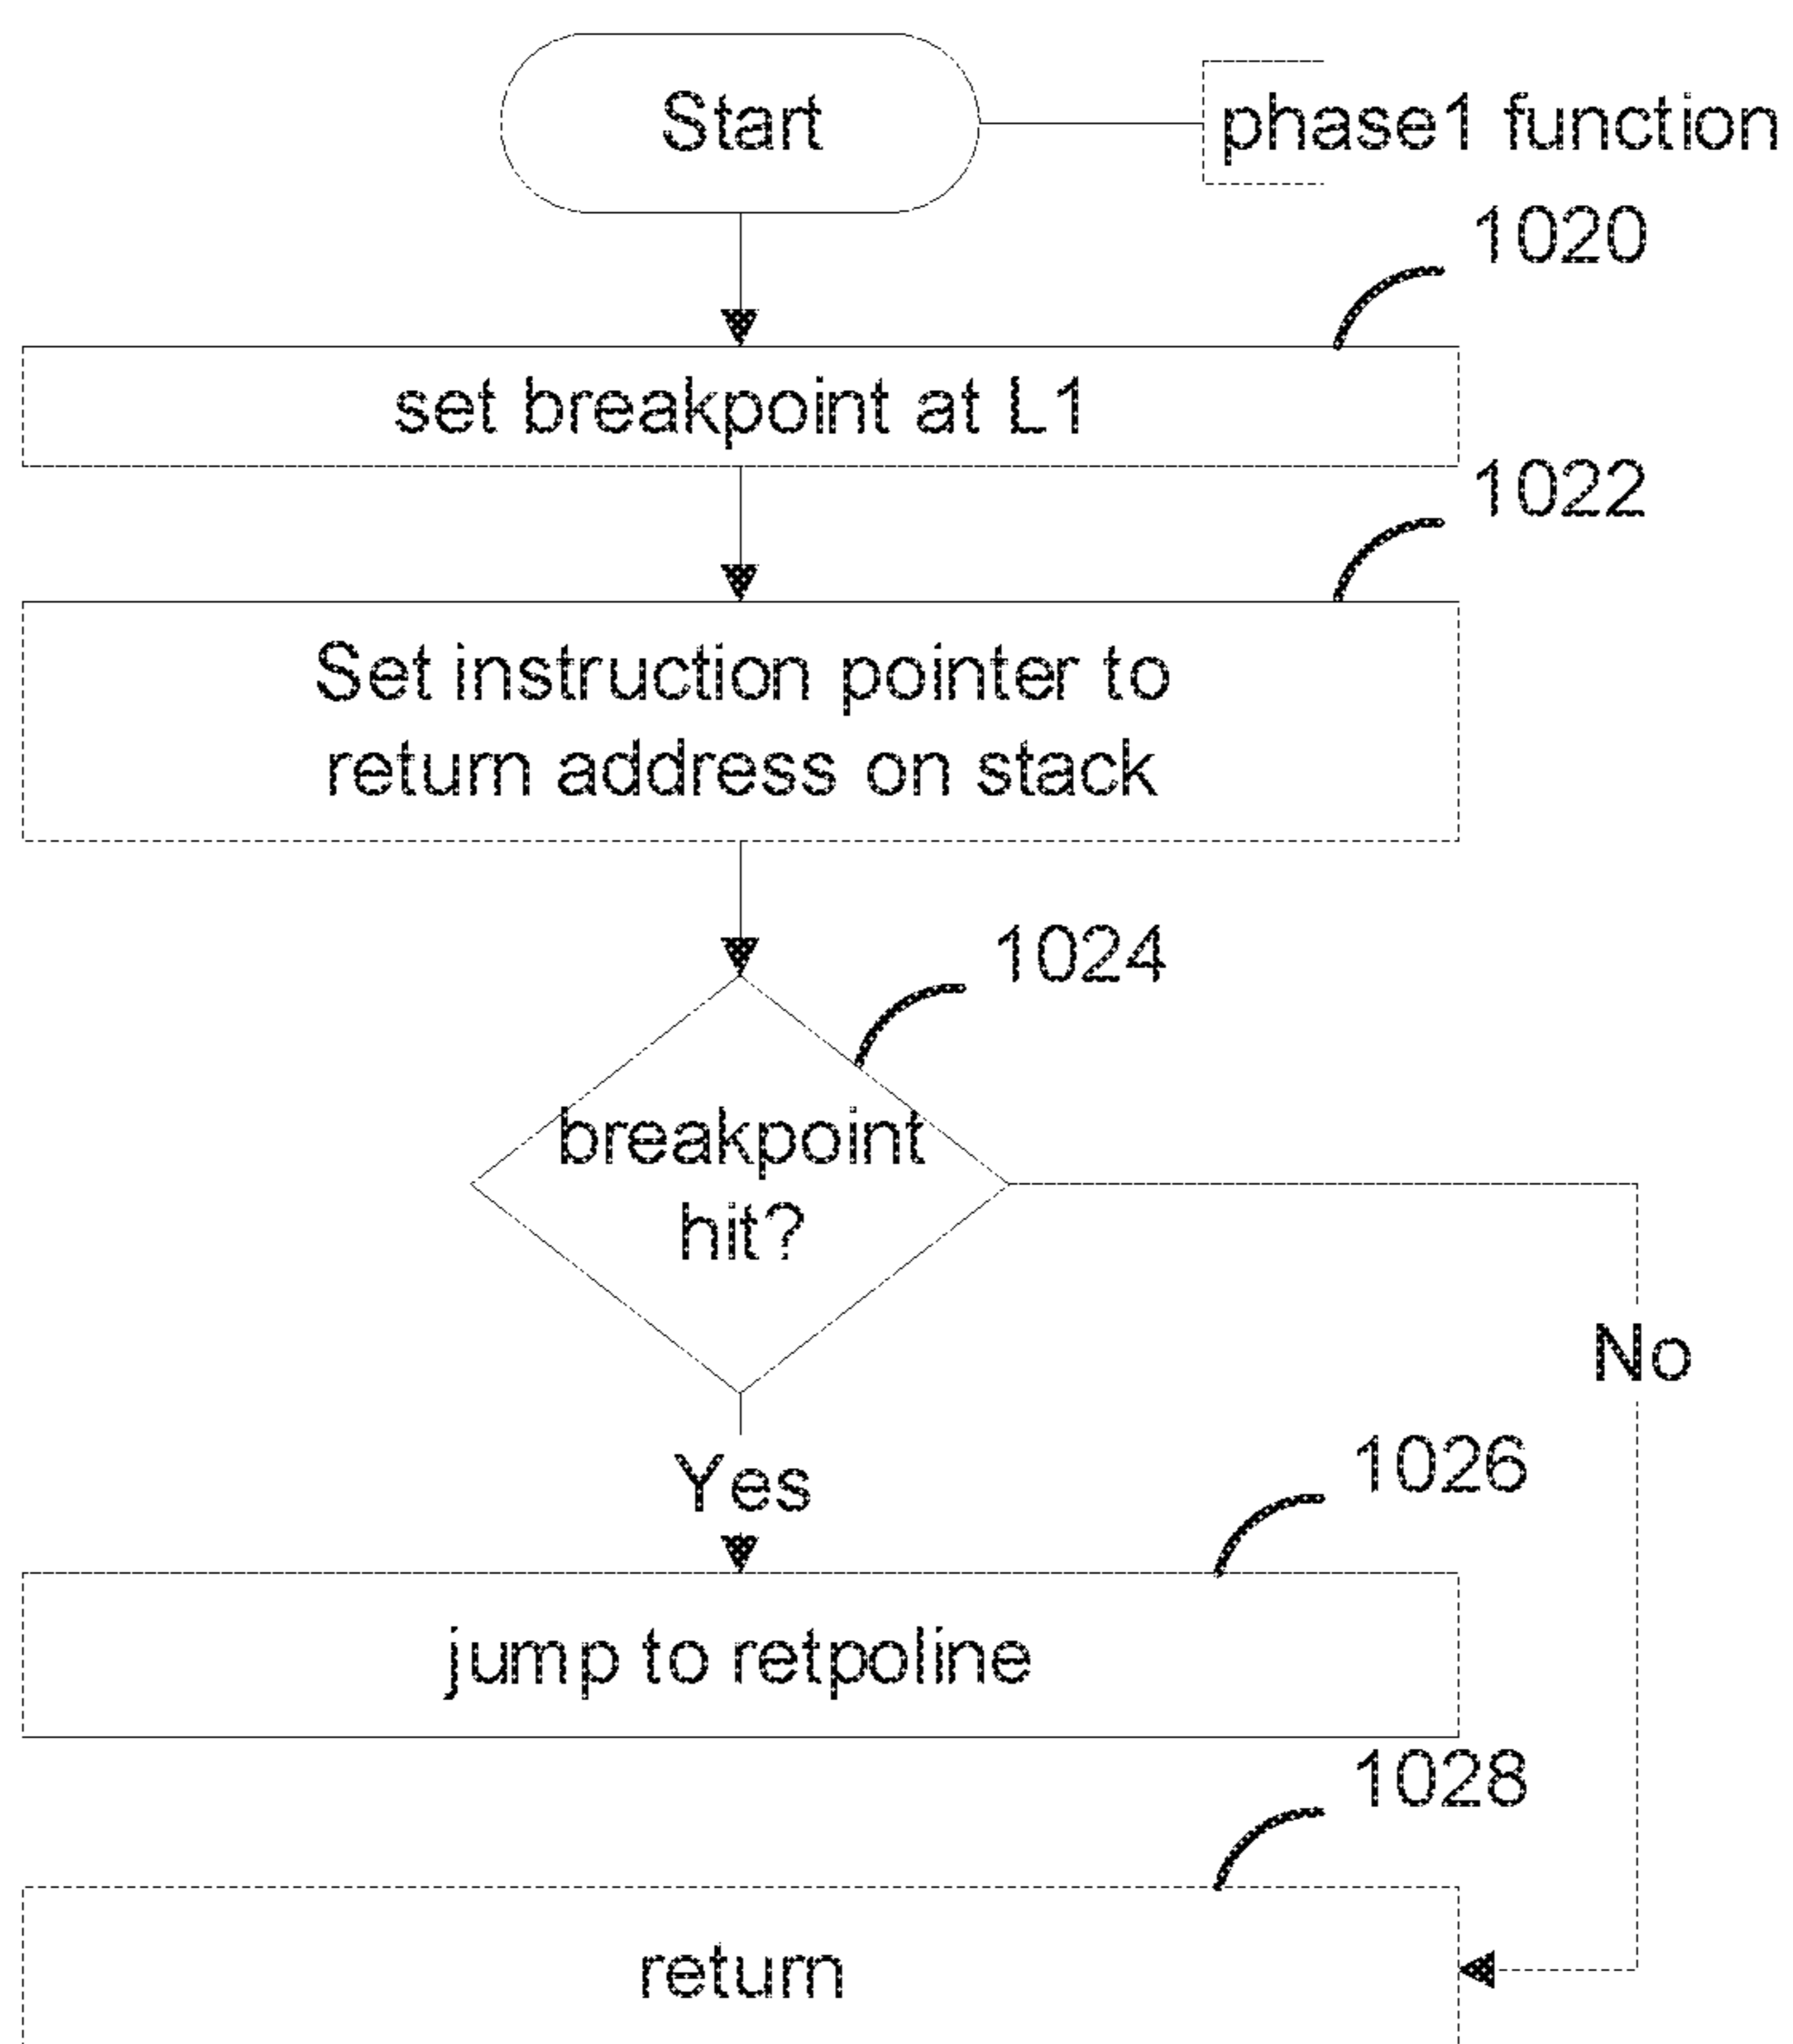 Start
phase1 function
1020
set breakpoint at L1
1022
Set instruction pointer to
return address on stack
1024
breakpoint
hit?
No
Yes
1026
jump to retpoline
1028
return